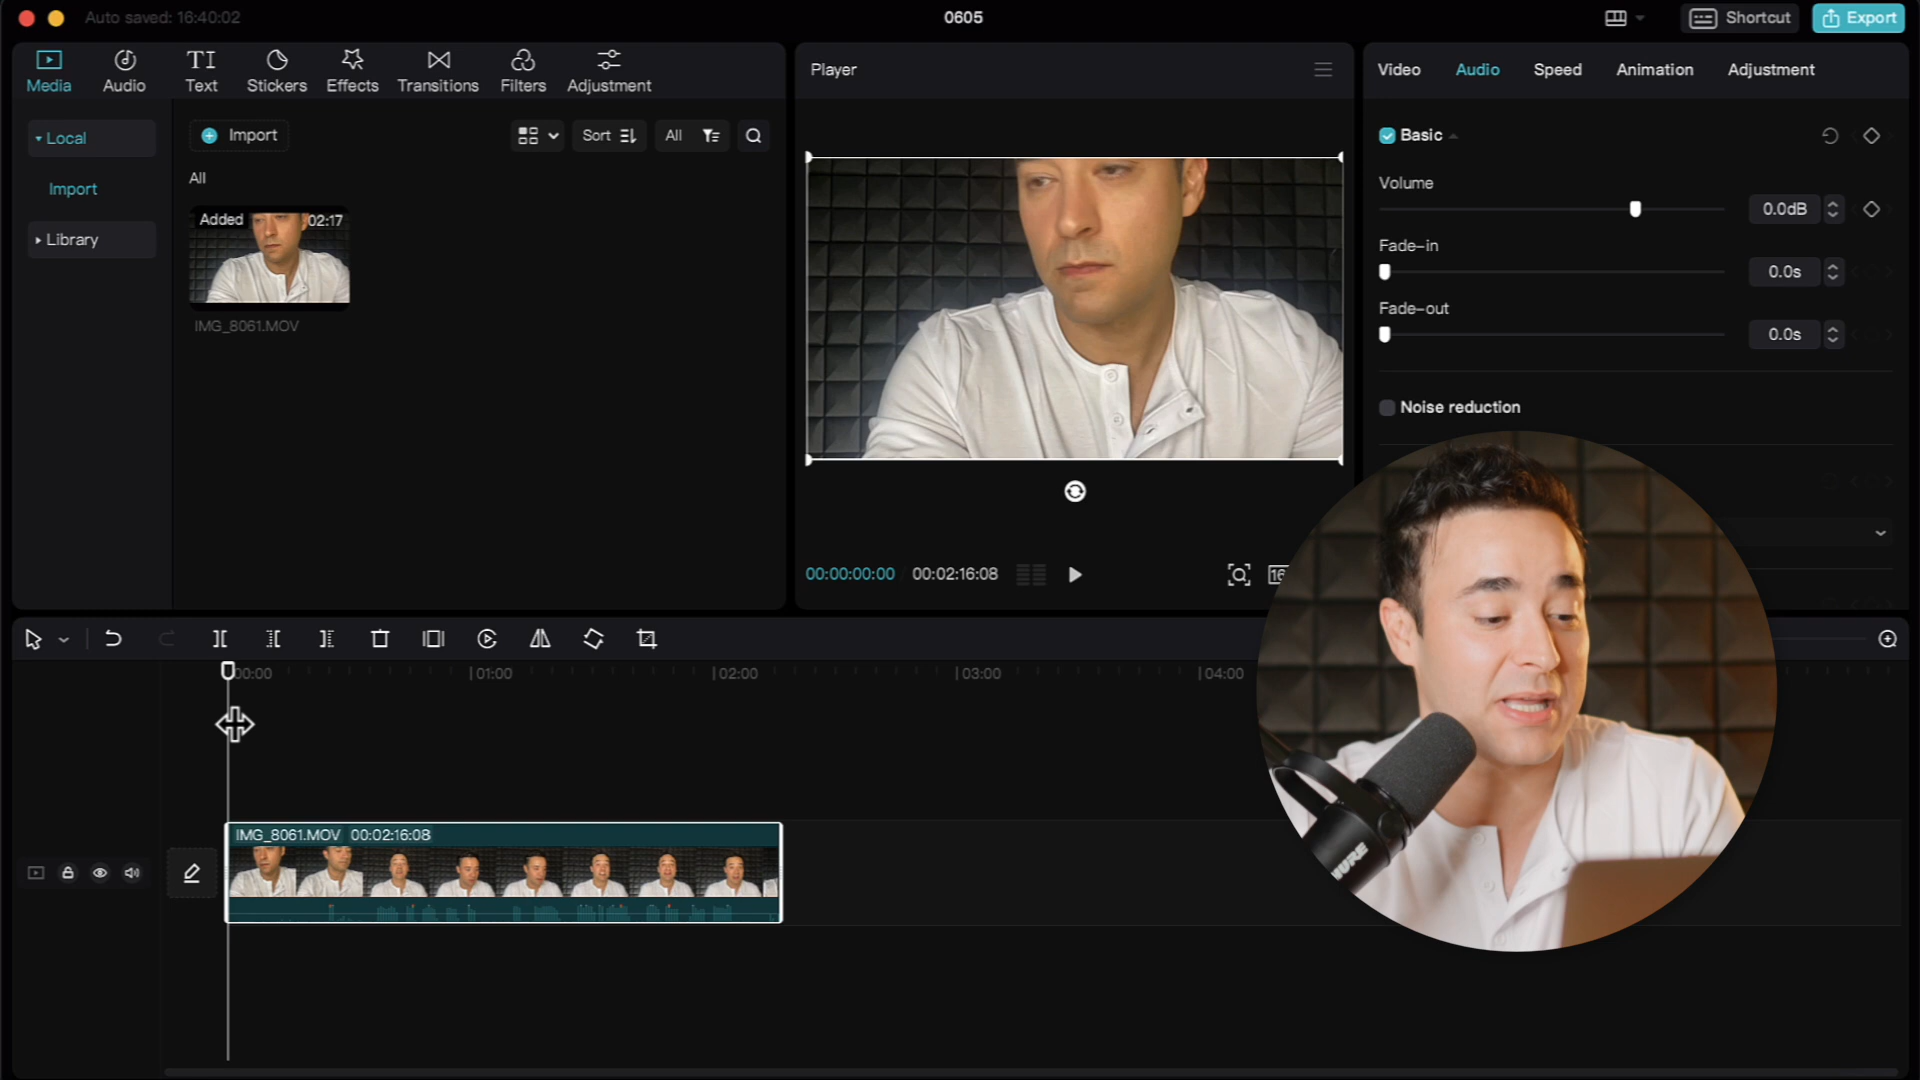 Auto saved: 16:40:02
0605
Shortcut
Export
Media
Audio
Text
Stickers
Effects
Transitions
Filters
Adjustment
Local
Import
Library
Import
Sort
All
All
Added
02:17
IMG_8061.MOV
Player
00:00:00:00
00:02:16:08
Video
Audio
Speed
Animation
Adjustment
Basic
Volume
0.0dB
Fade-in
0.0s
Fade-out
0.0s
Noise reduction
00:00
01:00
02:00
03:00
04:00
IMG_8061.MOV 00:02:16:08